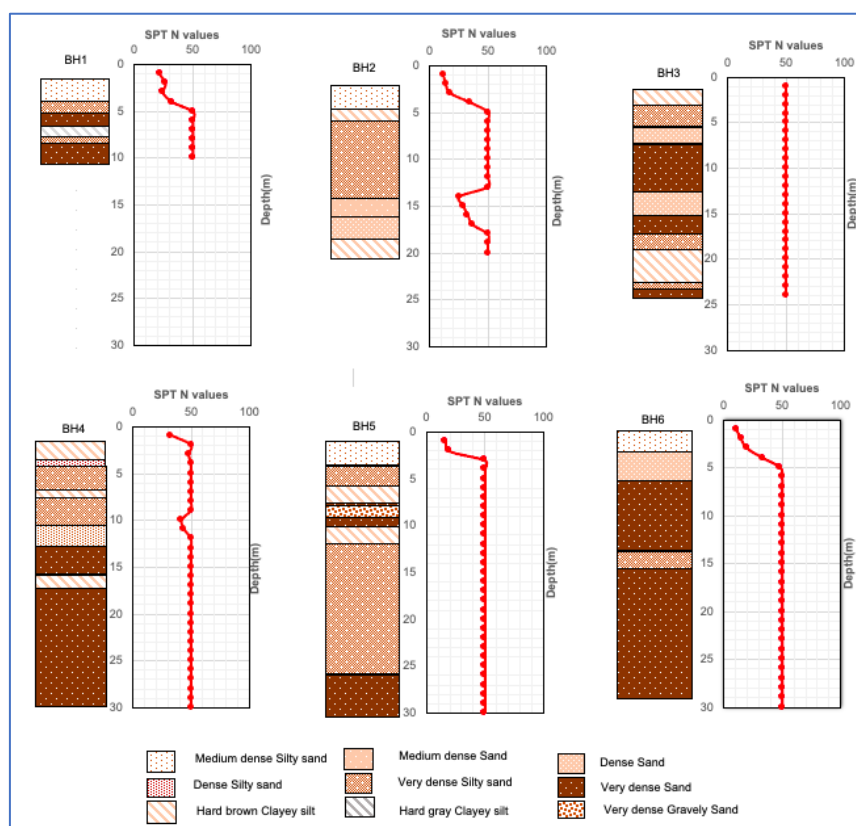 SPT N values
0 50 100
BH1
0
5
10
15
20
25
30
Depth(m)
SPT N values
0 50 100
BH2
0
5
10
15
20
25
30
Depth(m)
SPT N values
0 50 100
BH3
0
5
10
15
20
25
30
Depth(m)
SPT N values
0 50 100
BH4
0
5
10
15
20
25
30
Depth(m)
SPT N values
0 50 100
BH5
0
5
10
15
20
25
30
Depth(m)
SPT N values
0 50 100
BH6
0
5
10
15
20
25
30
Depth(m)
Medium dense Silty sand
Medium dense Sand
Dense Sand
Dense Silty sand
Very dense Silty sand
Very dense Sand
Hard brown Clayey silt
Hard gray Clayey silt
Very dense Gravely Sand